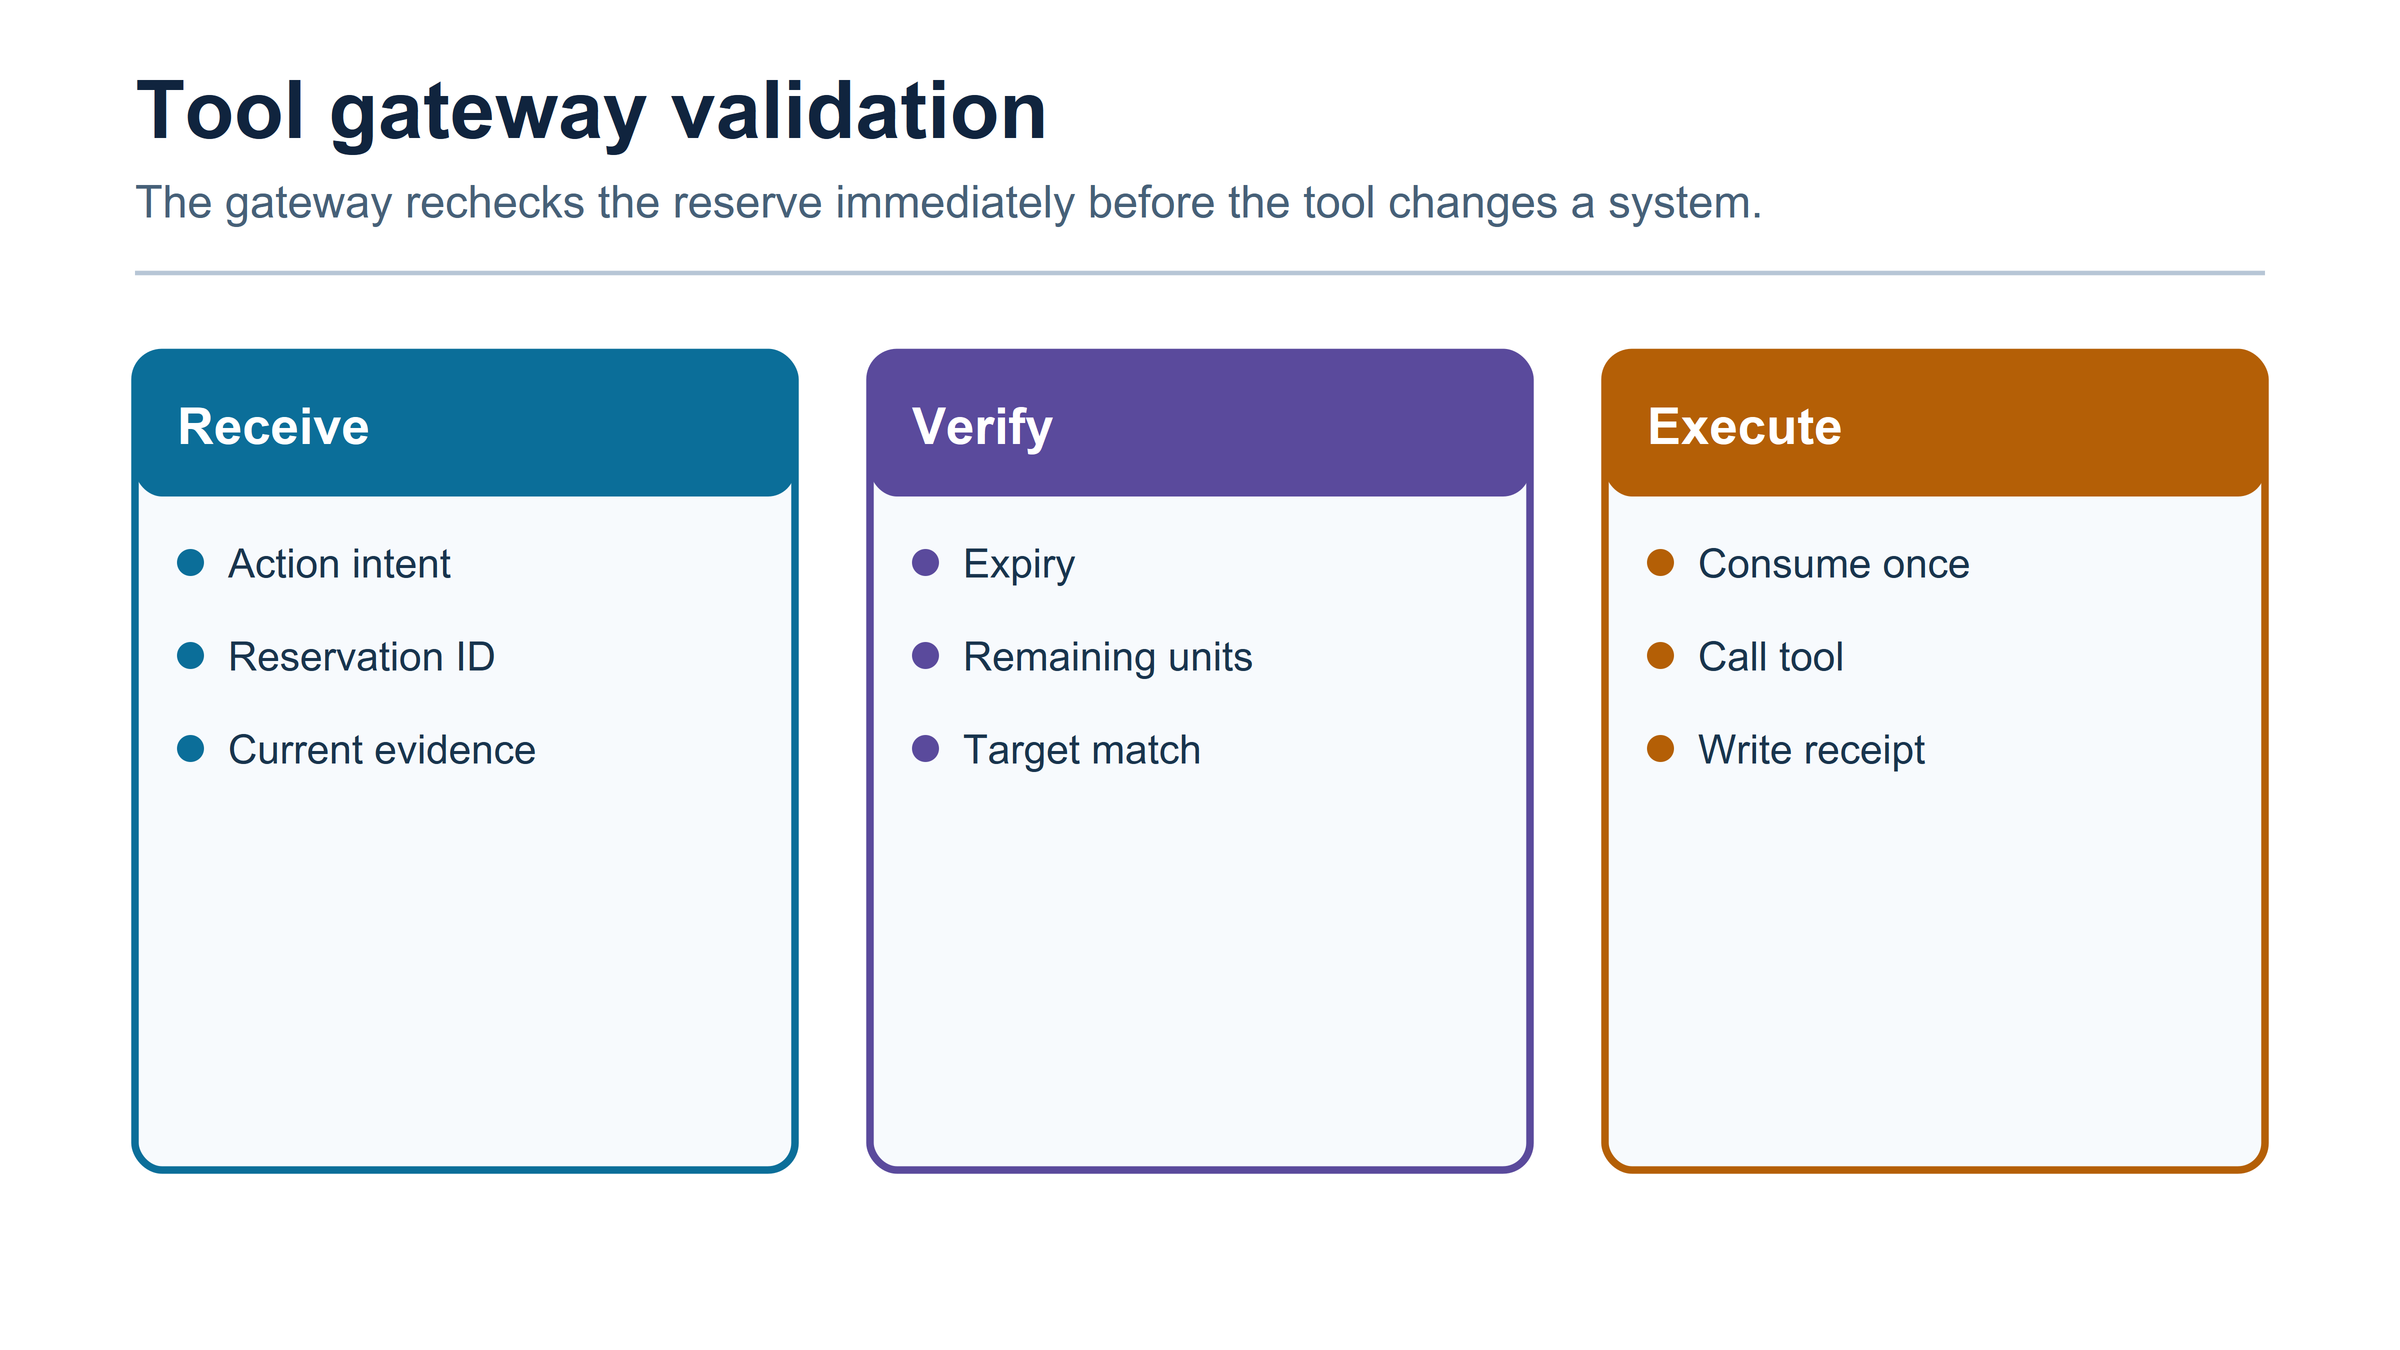 Tool gateway validation
The gateway rechecks the reserve immediately before the tool changes a system.
Receive
Action intent
Reservation ID
Current evidence
Verify
Expiry
Remaining units
Target match
Execute
Consume once
Call tool
Write receipt